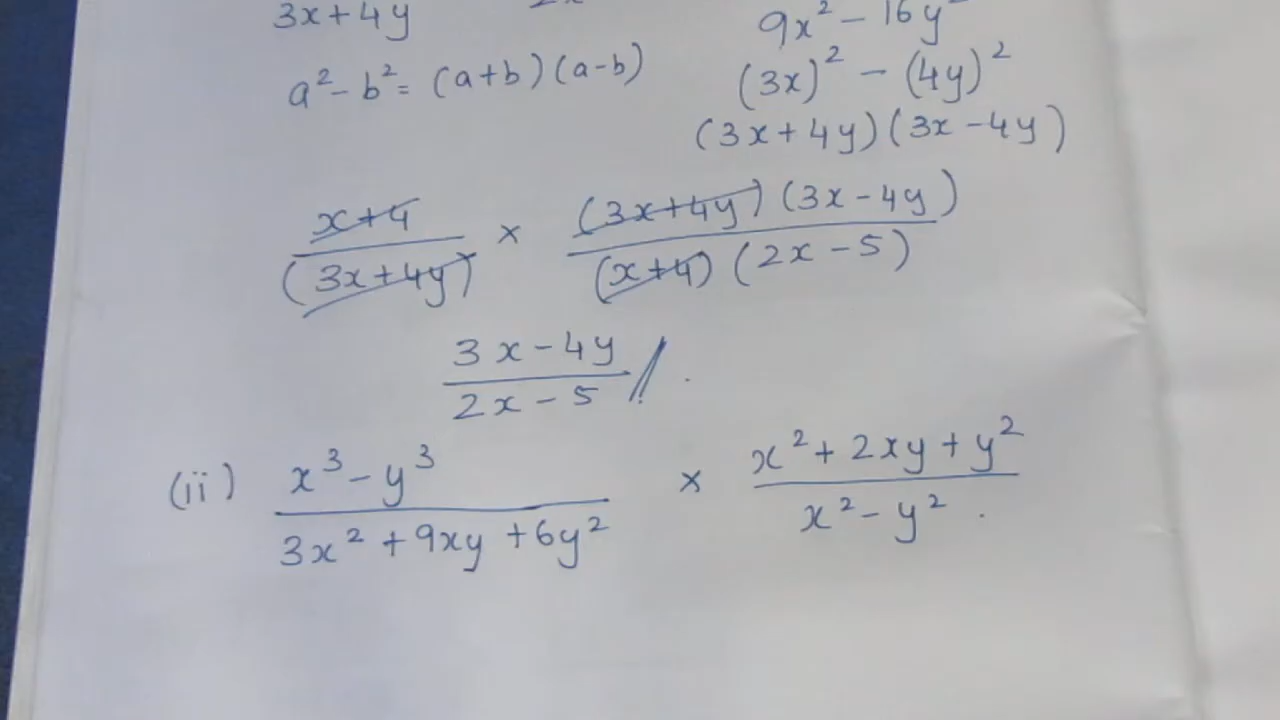 3x+4y
9x² - 16y²
a² - b² = (a+b)(a-b)
(3x)² - (4y)²
(3x+4y)(3x-4y)
x+4 / (3x+4y) × (3x+4y)(3x-4y) / (x+4)(2x-5)
3x-4y / 2x-5 //.
(ii) x³ - y³ / 3x² + 9xy + 6y² × x² + 2xy + y² / x² - y² .